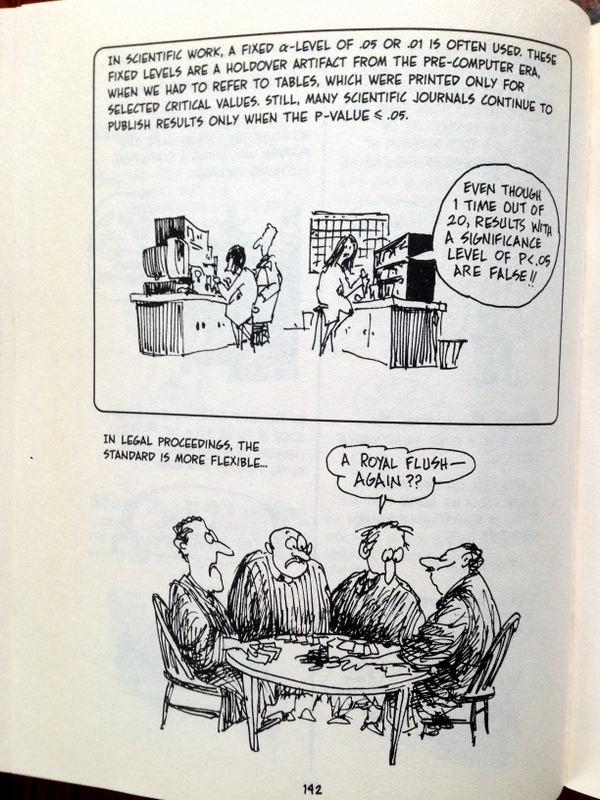 IN SCIENTIFIC WORK, A FIXED α-LEVEL OF .05 OR .01 IS OFTEN USED. THESE
FIXED LEVELS ARE A HOLDOVER ARTIFACT FROM THE PRE-COMPUTER ERA,
WHEN WE HAD TO REFER TO TABLES, WHICH WERE PRINTED ONLY FOR
SELECTED CRITICAL VALUES. STILL, MANY SCIENTIFIC JOURNALS CONTINUE TO
PUBLISH RESULTS ONLY WHEN THE P-VALUE ≤ .05.
EVEN THOUGH
1 TIME OUT OF
20, RESULTS WITH
A SIGNIFICANCE
LEVEL OF P<.05
ARE FALSE!!
IN LEGAL PROCEEDINGS, THE
STANDARD IS MORE FLEXIBLE...
A ROYAL FLUSH—
AGAIN??
142